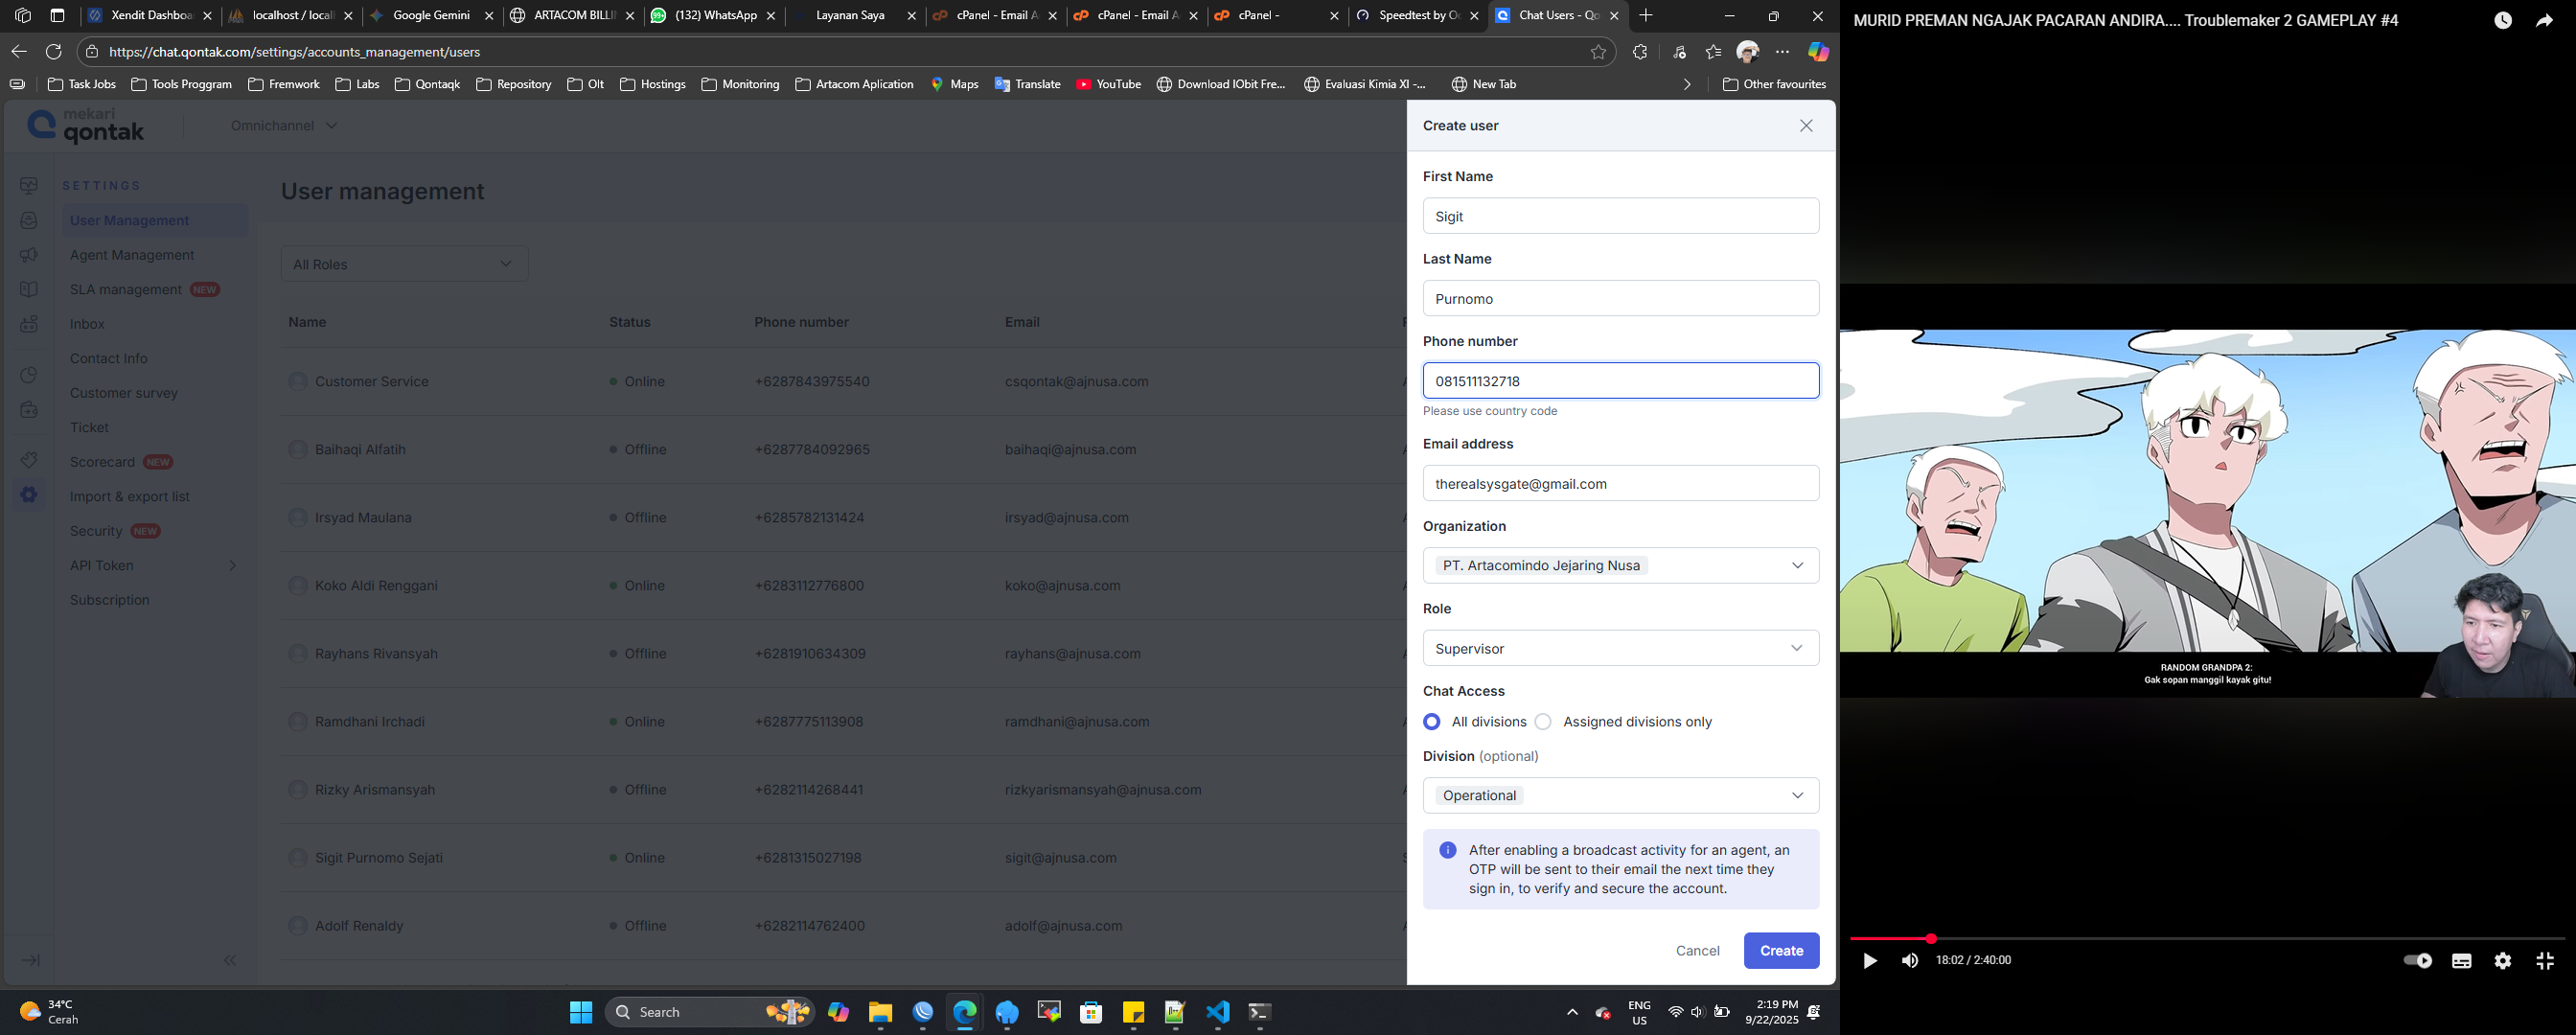 Xendit Dashboa
localhost / locall
Google Gemini
ARTACOM BILLI
(132) WhatsApp
Layanan Saya
cPanel - Email A
cPanel - Email A
cPanel -
Speedtest by Oo
Chat Users - Qo
https://chat.qontak.com/settings/accounts_management/users
Task Jobs
Tools Proggram
Fremwork
Labs
Qontaqk
Repository
Olt
Hostings
Monitoring
Artacom Aplication
Maps
Translate
YouTube
Download IObit Fre...
Evaluasi Kimia XI -...
New Tab
Other favourites
mekari
qontak
Omnichannel
SETTINGS
User Management
Agent Management
SLA management NEW
Inbox
Contact Info
Customer survey
Ticket
Scorecard NEW
Import & export list
Security NEW
API Token
Subscription
User management
All Roles
Name Status Phone number Email
Customer Service Online +6287843975540 csqontak@ajnusa.com
Baihaqi Alfatih Offline +6287784092965 baihaqi@ajnusa.com
Irsyad Maulana Offline +6285782131424 irsyad@ajnusa.com
Koko Aldi Renggani Online +6283112776800 koko@ajnusa.com
Rayhans Rivansyah Offline +6281910634309 rayhans@ajnusa.com
Ramdhani Irchadi Online +6287775113908 ramdhani@ajnusa.com
Rizky Arismansyah Offline +6282114268441 rizkyarismansyah@ajnusa.com
Sigit Purnomo Sejati Online +6281315027198 sigit@ajnusa.com
Adolf Renaldy Offline +6282114762400 adolf@ajnusa.com
Create user
First Name
Sigit
Last Name
Purnomo
Phone number
081511132718
Please use country code
Email address
therealsysgate@gmail.com
Organization
PT. Artacomindo Jejaring Nusa
Role
Supervisor
Chat Access
All divisions Assigned divisions only
Division (optional)
Operational
After enabling a broadcast activity for an agent, an
OTP will be sent to their email the next time they
sign in, to verify and secure the account.
Cancel Create
MURID PREMAN NGAJAK PACARAN ANDIRA.... Troublemaker 2 GAMEPLAY #4
RANDOM GRANDPA 2:
Gak sopan manggil kayak gitu!
18:02 / 2:40:00
34°C
Cerah
Search
ENG
US
2:19 PM
9/22/2025